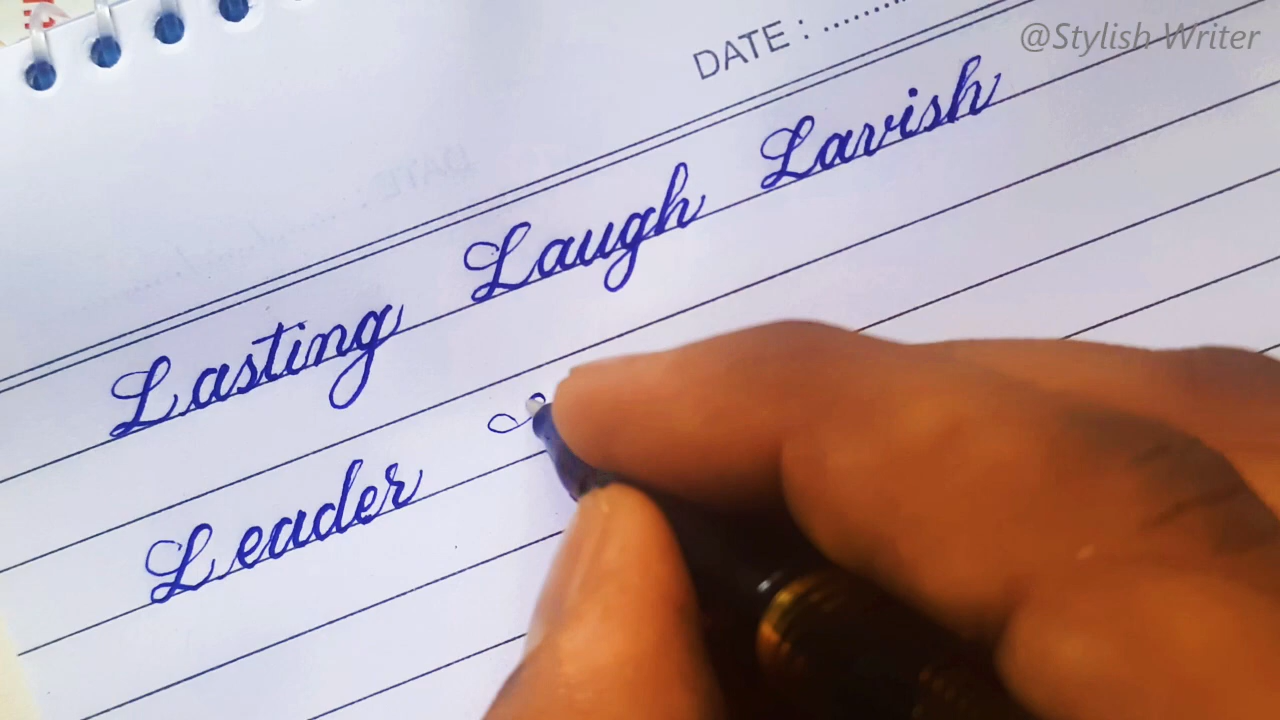 @Stylish Writer
DATE : ..........
Lasting Laugh Lavish
Leader